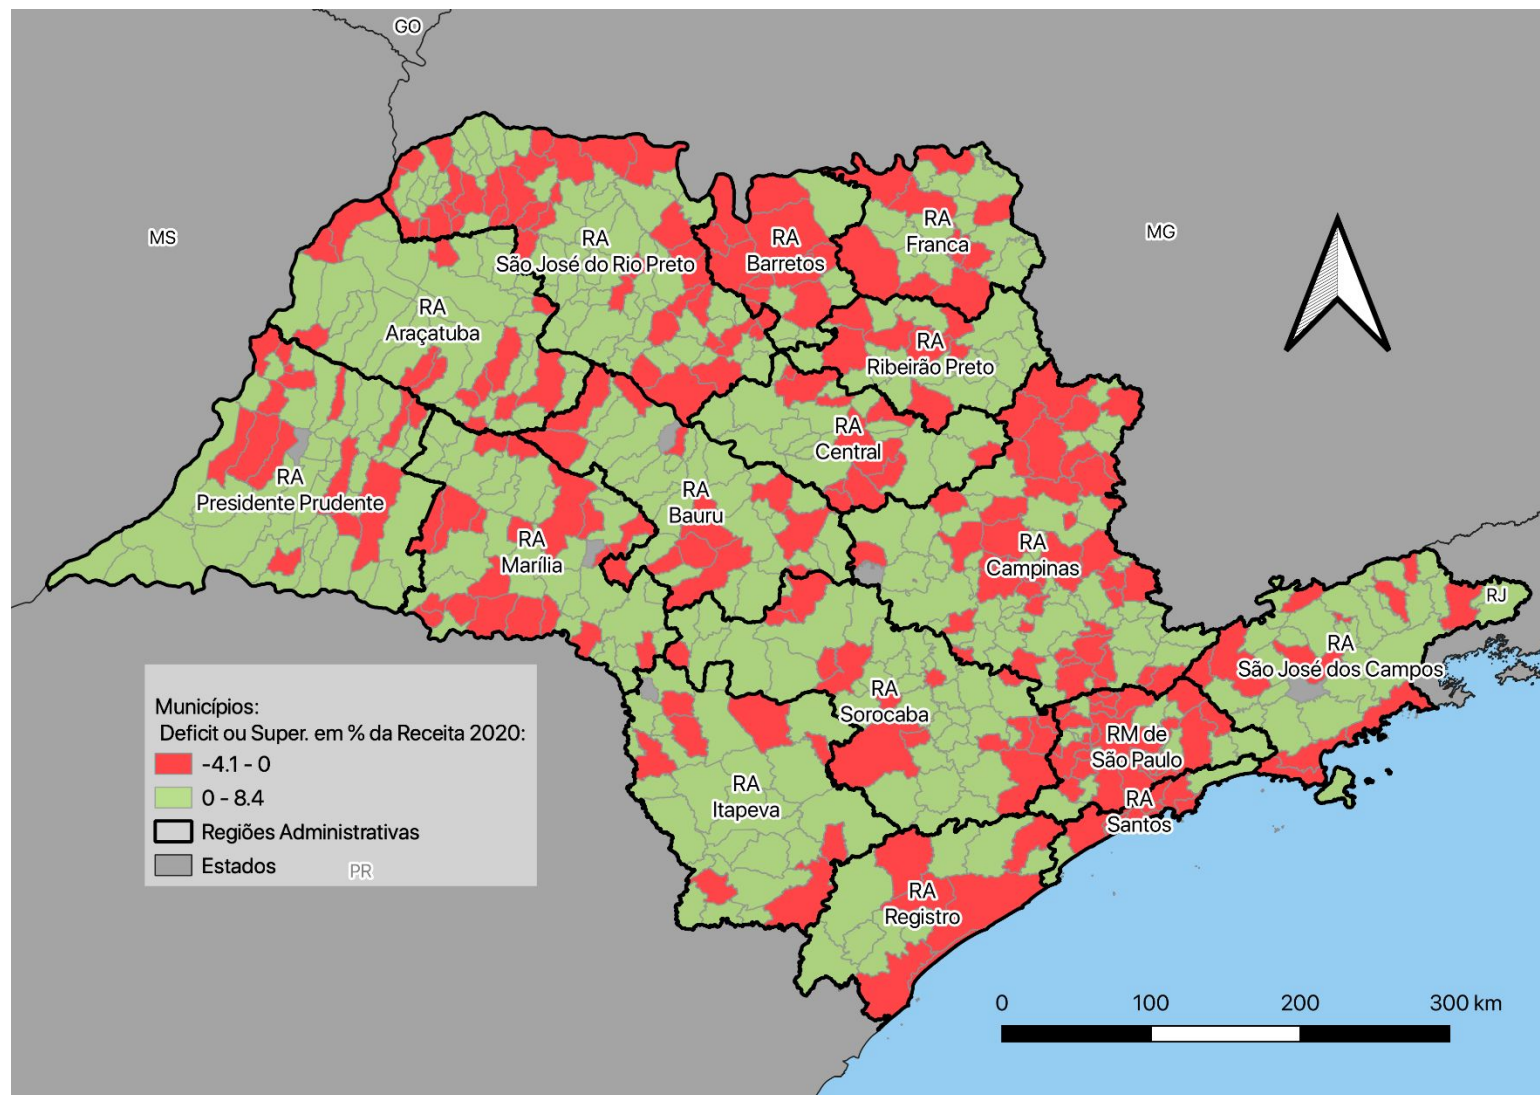 GO
MS
MG
RA
Franca
RA
São José do Rio Preto
RA
Barretos
RA
Araçatuba
RA
Ribeirão Preto
RA
Central
RA
Presidente Prudente
RA
Bauru
RA
Marília
RA
Campinas
RJ
RA
São José dos Campos
RA
Sorocaba
RM de
São Paulo
RA
Itapeva
RA
Santos
RA
Registro
Municípios:
Deficit ou Super. em % da Receita 2020:
-4.1 - 0
0 - 8.4
Regiões Administrativas
Estados
PR
0 100 200 300 km